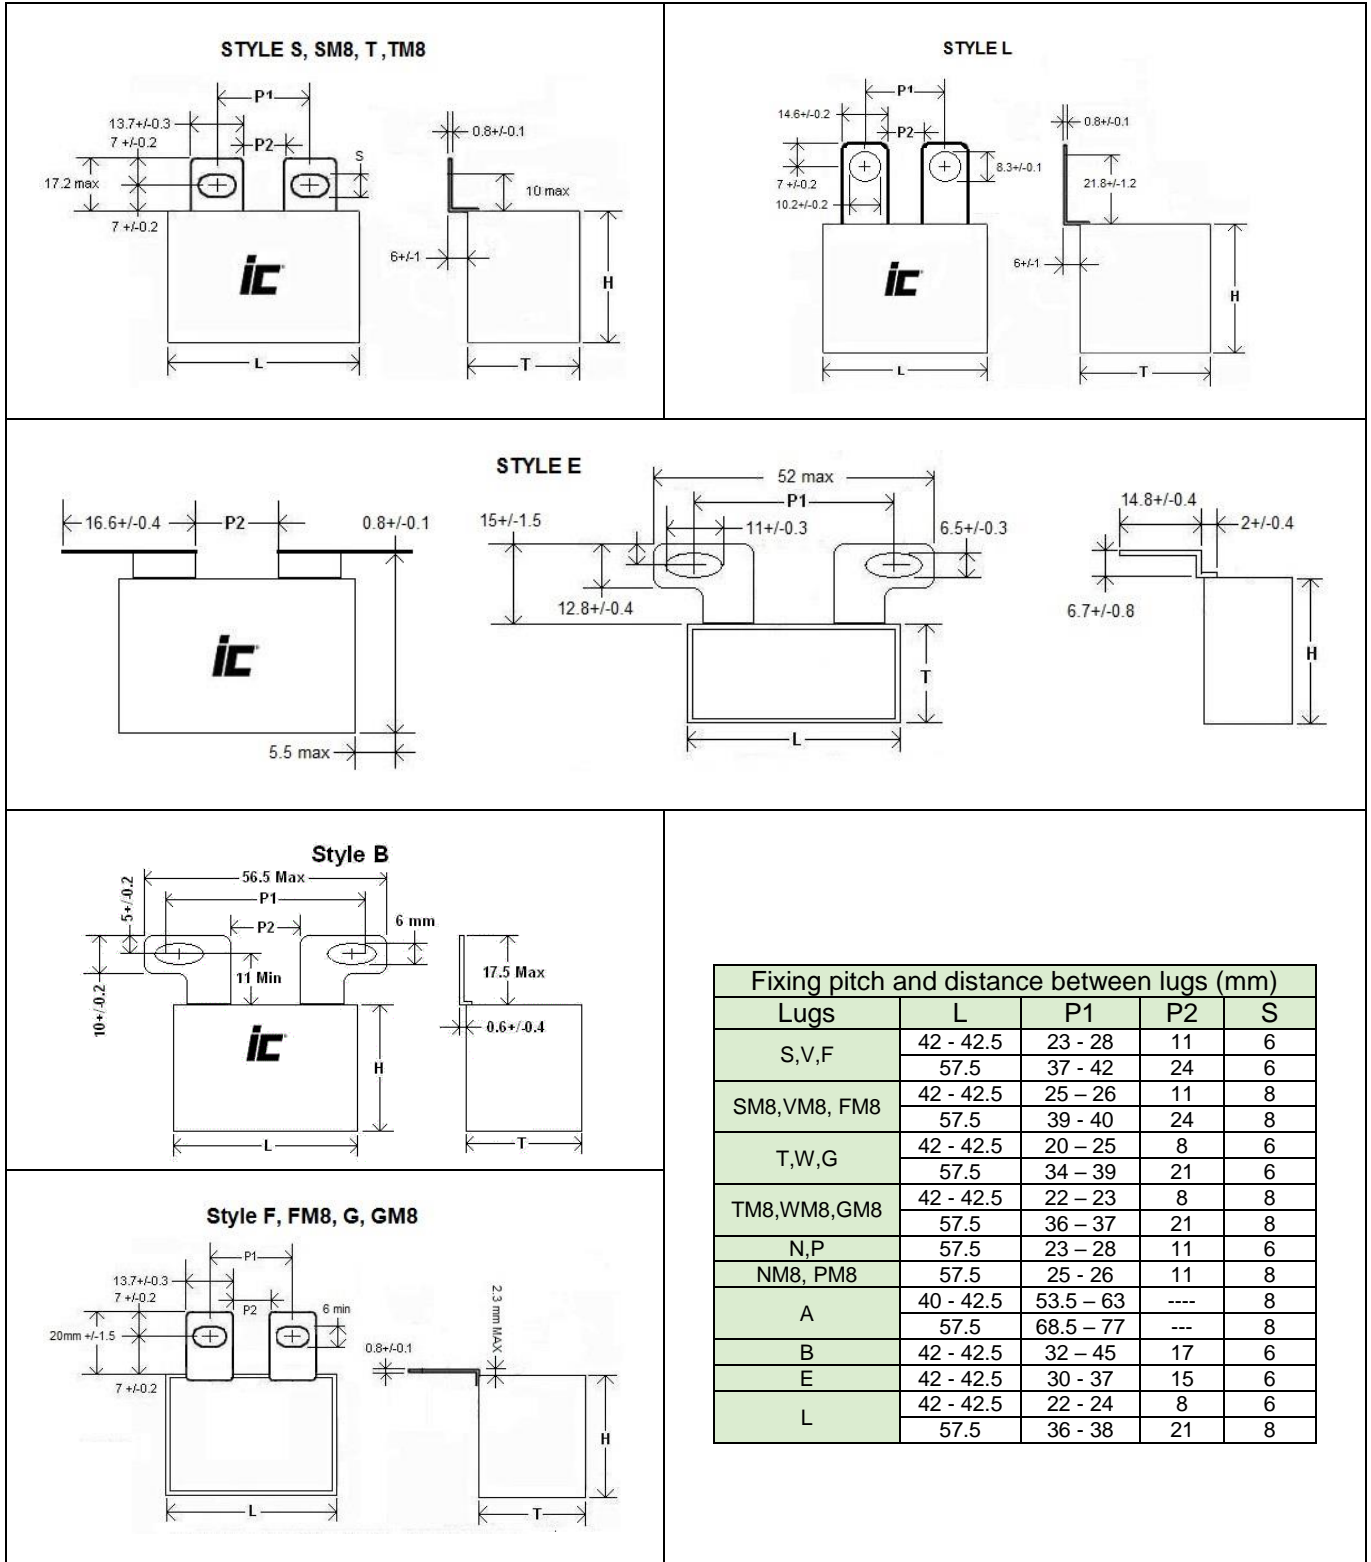 STYLE S, SM8, T ,TM8
P1
13.7+/-0.3
7 +/-0.2
P2
S
17.2 max
7 +/-0.2
0.8+/-0.1
10 max
6+/-1
ic
H
L
T
STYLE L
P1
14.6+/-0.2
P2
0.8+/-0.1
8.3+/-0.1
7 +/-0.2
21.8+/-1.2
10.2+/-0.2
6+/-1
ic
H
L
T
STYLE E
16.6+/-0.4
P2
0.8+/-0.1
ic
5.5 max
52 max
P1
15+/-1.5
11+/-0.3
6.5+/-0.3
12.8+/-0.4
T
L
14.8+/-0.4
2+/-0.4
6.7+/-0.8
H
Style B
56.5 Max
5+/-0.2
P1
P2
6 mm
11 Min
10+/-0.2
17.5 Max
0.6+/-0.4
ic
H
L
T
Style F, FM8, G, GM8
P1
13.7+/-0.3
7 +/-0.2
P2
6 min
20mm +/-1.5
7 +/-0.2
2.3 mm MAX
0.8+/-0.1
H
L
T
Fixing pitch and distance between lugs (mm)
Lugs L P1 P2 S
S,V,F 42 - 42.5 23 - 28 11 6
57.5 37 - 42 24 6
SM8,VM8, FM8 42 - 42.5 25 – 26 11 8
57.5 39 - 40 24 8
T,W,G 42 - 42.5 20 – 25 8 6
57.5 34 – 39 21 6
TM8,WM8,GM8 42 - 42.5 22 – 23 8 8
57.5 36 – 37 21 8
N,P 57.5 23 – 28 11 6
NM8, PM8 57.5 25 - 26 11 8
A 40 - 42.5 53.5 – 63 ---- 8
57.5 68.5 – 77 --- 8
B 42 - 42.5 32 – 45 17 6
E 42 - 42.5 30 - 37 15 6
L 42 - 42.5 22 - 24 8 6
57.5 36 - 38 21 8